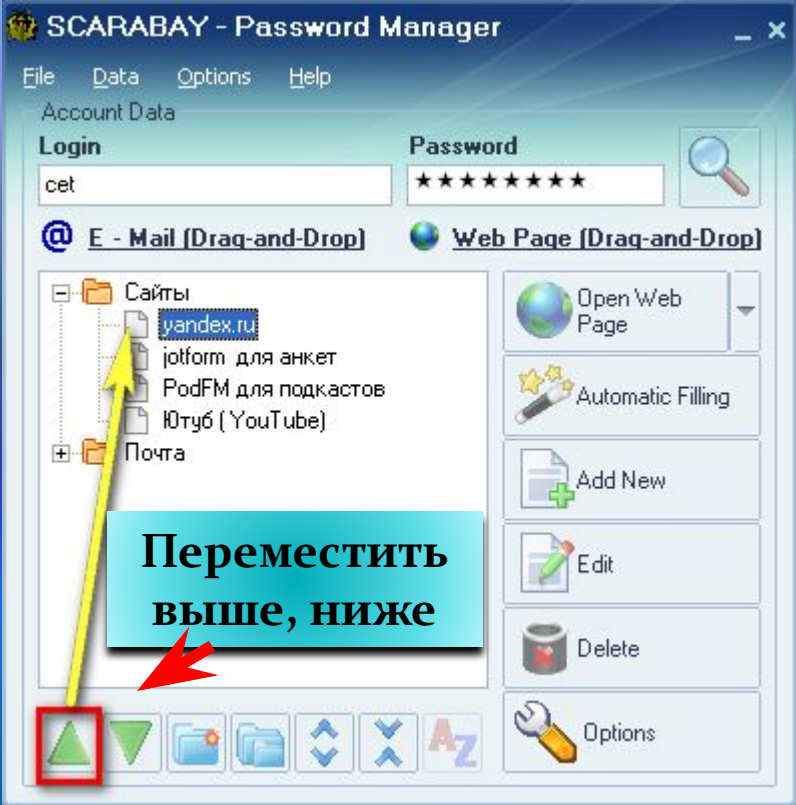 SCARABAY - Password Manager
File Data Options Help
Account Data
Login Password
cet ★★★★★★★★
@ E - Mail (Drag-and-Drop) Web Page (Drag-and-Drop)
Сайты
yandex.ru
jotform для анкет
PodFM для подкастов
Ютуб ( YouTube)
Почта
Open Web
Page
Automatic Filling
Add New
Edit
Delete
Options
Переместить
выше, ниже
AZ